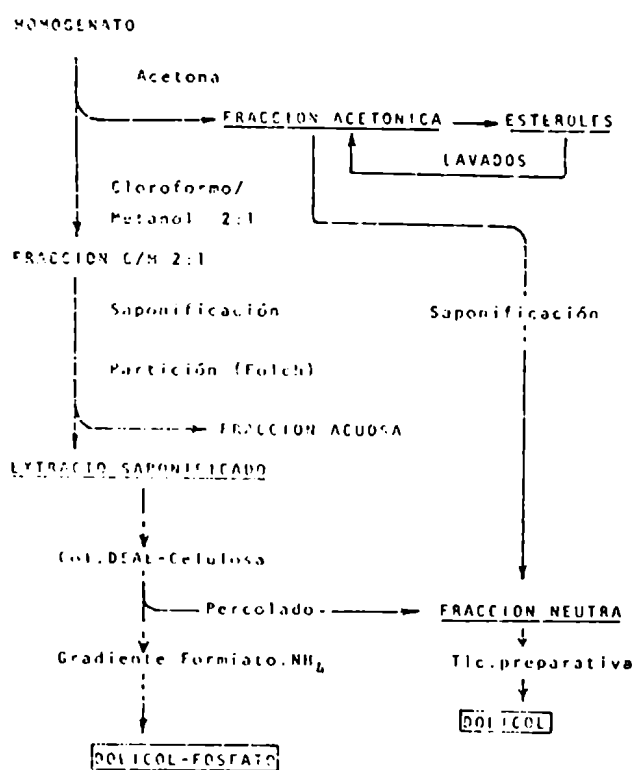 HOMOGENATO
Acetona
FRACCION ACETONICA
ESTEROLES
LAVADOS
Cloroformo/
Metanol 2:1
FRACCION C/M 2:1
Saponificación
Saponificación
Partición (Folch)
FRACCION ACUOSA
EXTRACTO SAPONIFICADO
Col.DEAE-Celulosa
Percolado
FRACCION NEUTRA
Gradiente Formiato.NH4
Tlc.preparativa
DOLICOL
DOLICOL-FOSFATO